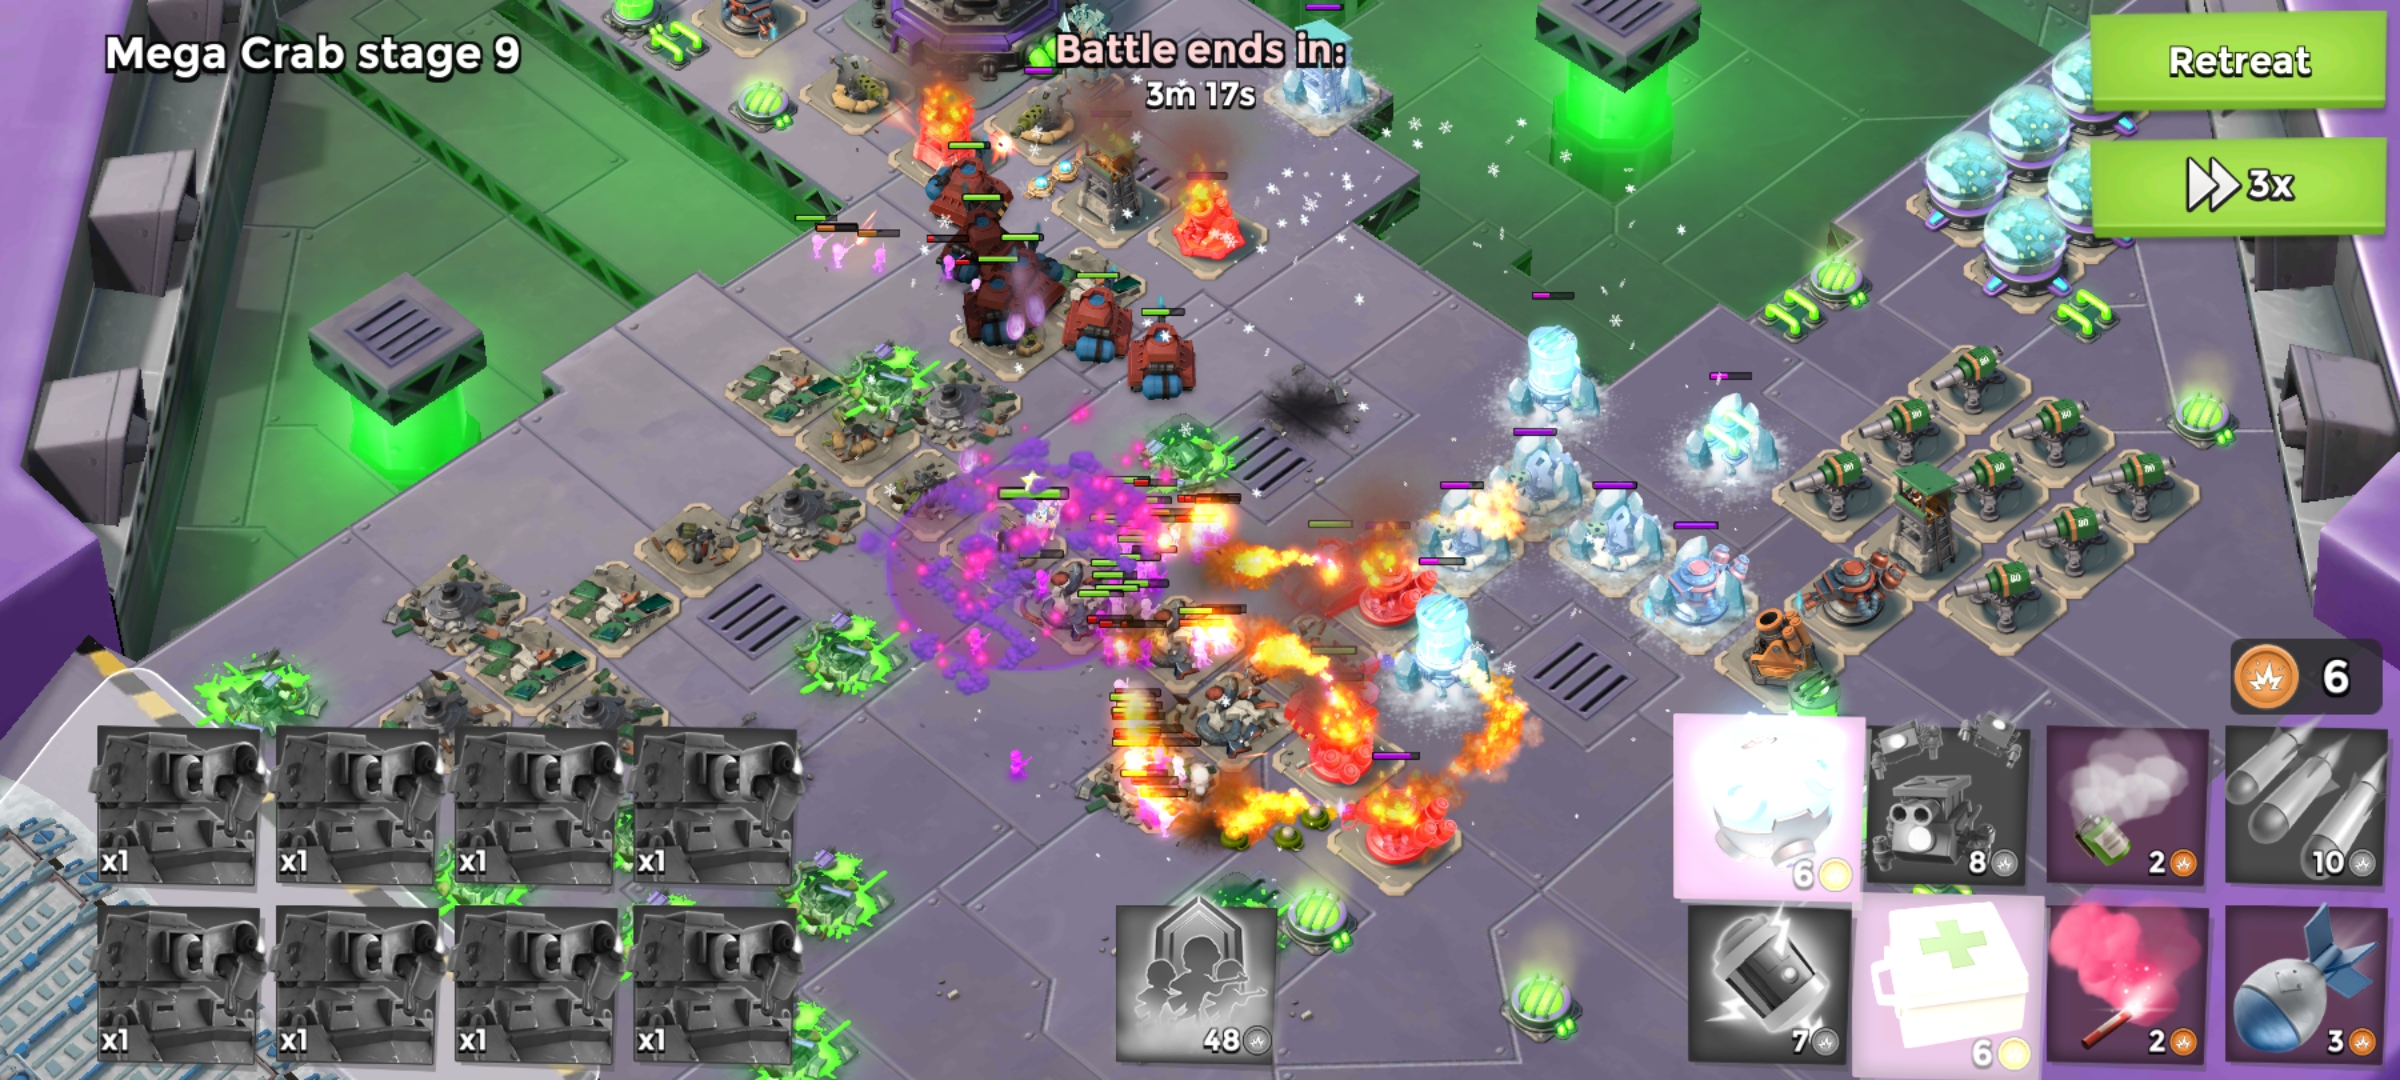 Mega Crab stage 9
Battle ends in:
3m 17s
Retreat
3x
6
x1
x1
x1
x1
6
8
2
10
x1
x1
x1
x1
48
7
6
2
3